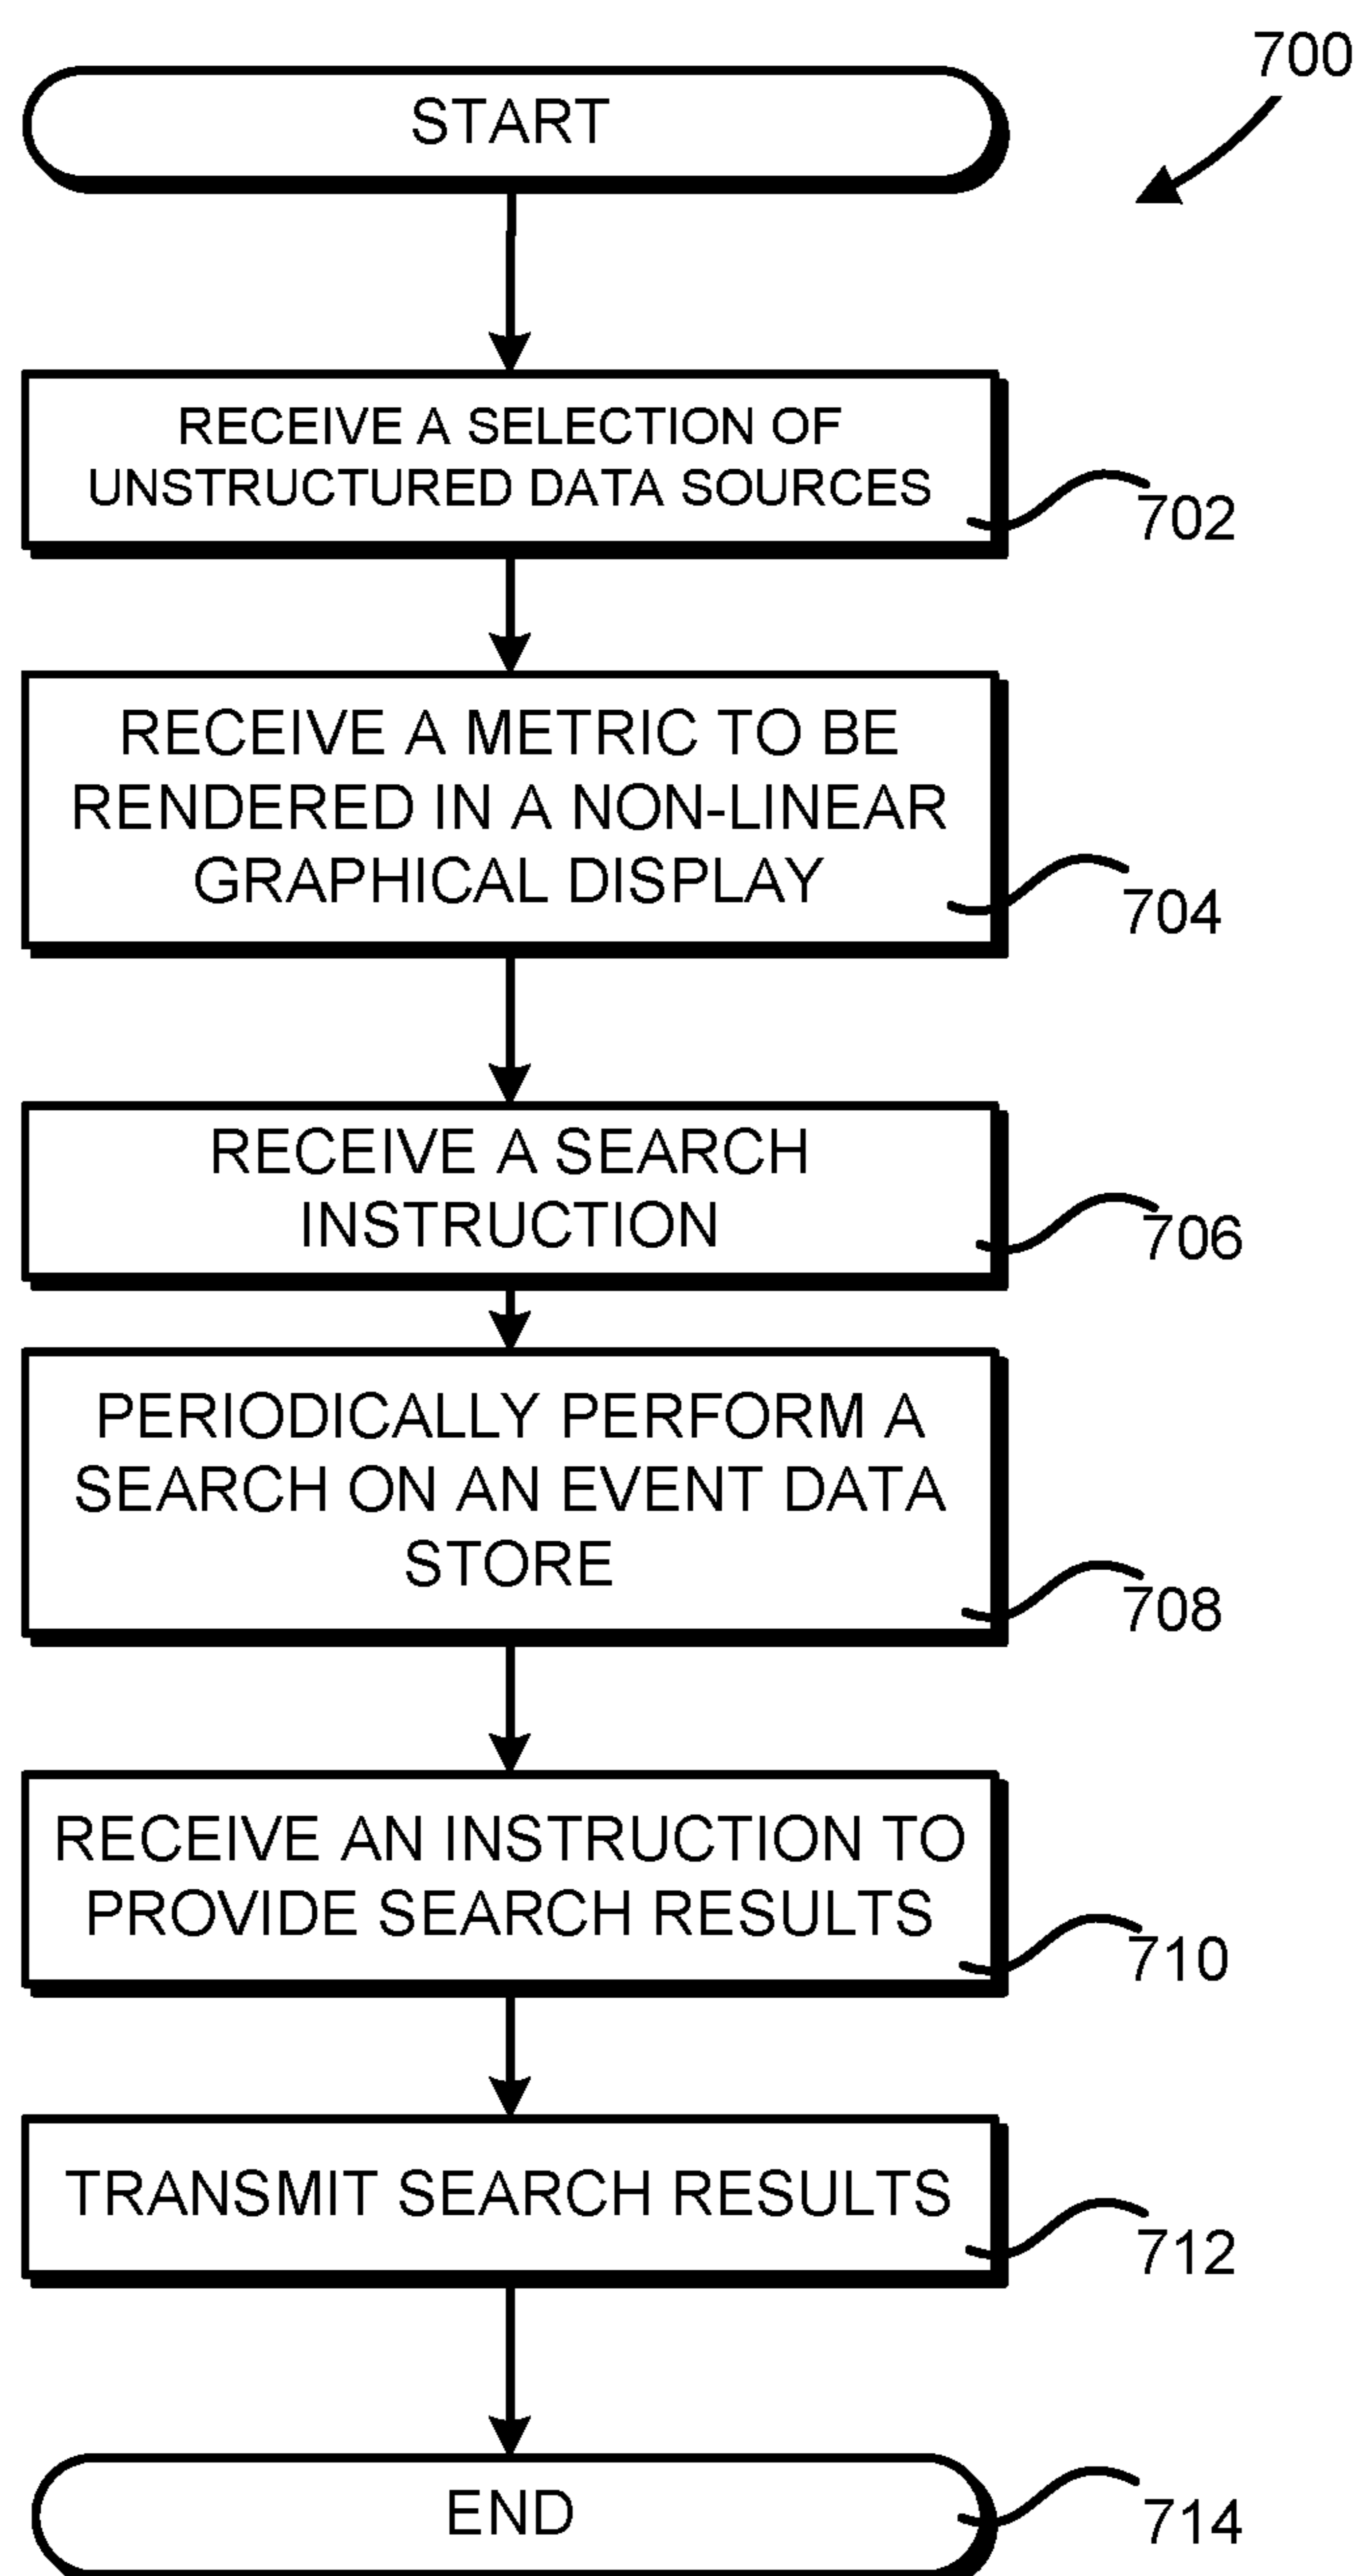 700
START
RECEIVE A SELECTION OF
UNSTRUCTURED DATA SOURCES
702
RECEIVE A METRIC TO BE
RENDERED IN A NON-LINEAR
GRAPHICAL DISPLAY
704
RECEIVE A SEARCH
INSTRUCTION
706
PERIODICALLY PERFORM A
SEARCH ON AN EVENT DATA
STORE
708
RECEIVE AN INSTRUCTION TO
PROVIDE SEARCH RESULTS
710
TRANSMIT SEARCH RESULTS
712
END
714